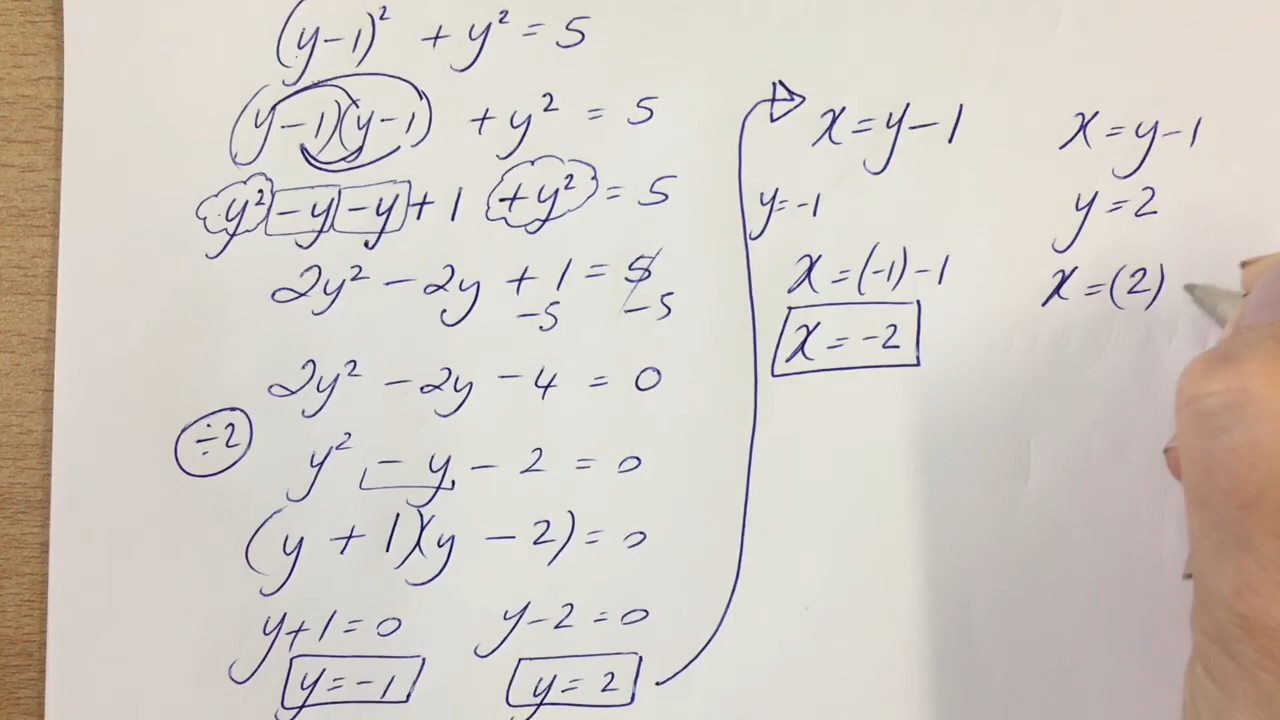 (y-1)² + y² = 5
(y-1)(y-1) + y² = 5
y² - y - y + 1 + y² = 5
2y² - 2y + 1 = 5
-5 -5
2y² - 2y - 4 = 0
÷2
y² - y - 2 = 0
(y + 1)(y - 2) = 0
y+1=0 y-2=0
y=-1 y=2
x=y-1
y=-1
x=(-1)-1
x=-2
x=y-1
y=2
x=(2)